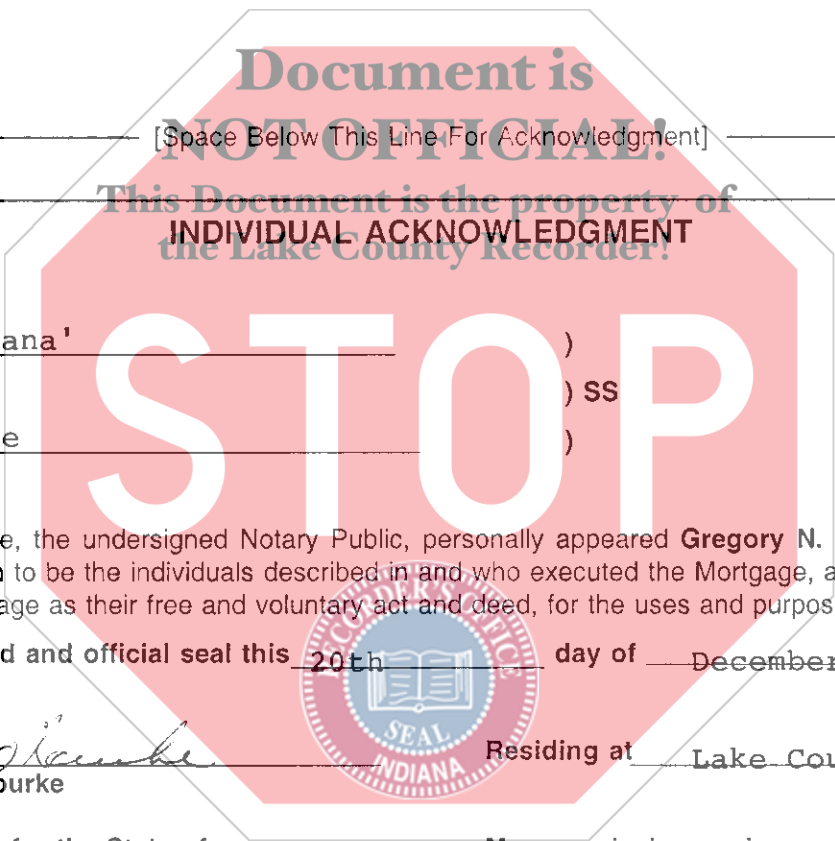 Document is
[Space Below This Line For Acknowledgment]
NOT OFFICIAL!
This Document is the property of
INDIVIDUAL ACKNOWLEDGMENT
the Lake County Recorder!
ana'
)
) SS
e
)
STOP
e, the undersigned Notary Public, personally appeared Gregory N.
to be the individuals described in and who executed the Mortgage, a
age as their free and voluntary act and deed, for the uses and purpos
d and official seal this 20th day of December
RECORDER'S OFFICE
SEAL
INDIANA
Residing at Lake Cou
ourke